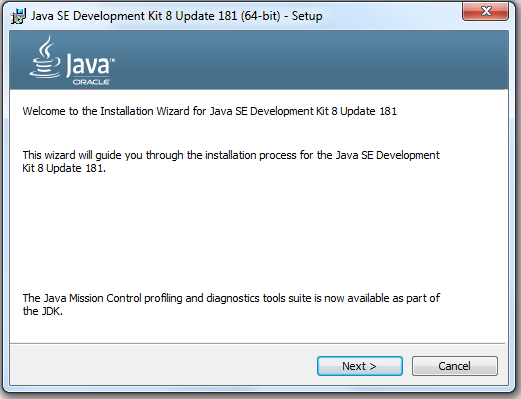 Java SE Development Kit 8 Update 181 (64-bit) - Setup
Java™
ORACLE
Welcome to the Installation Wizard for Java SE Development Kit 8 Update 181
This wizard will guide you through the installation process for the Java SE Development
Kit 8 Update 181.
The Java Mission Control profiling and diagnostics tools suite is now available as part of
the JDK.
Next >
Cancel